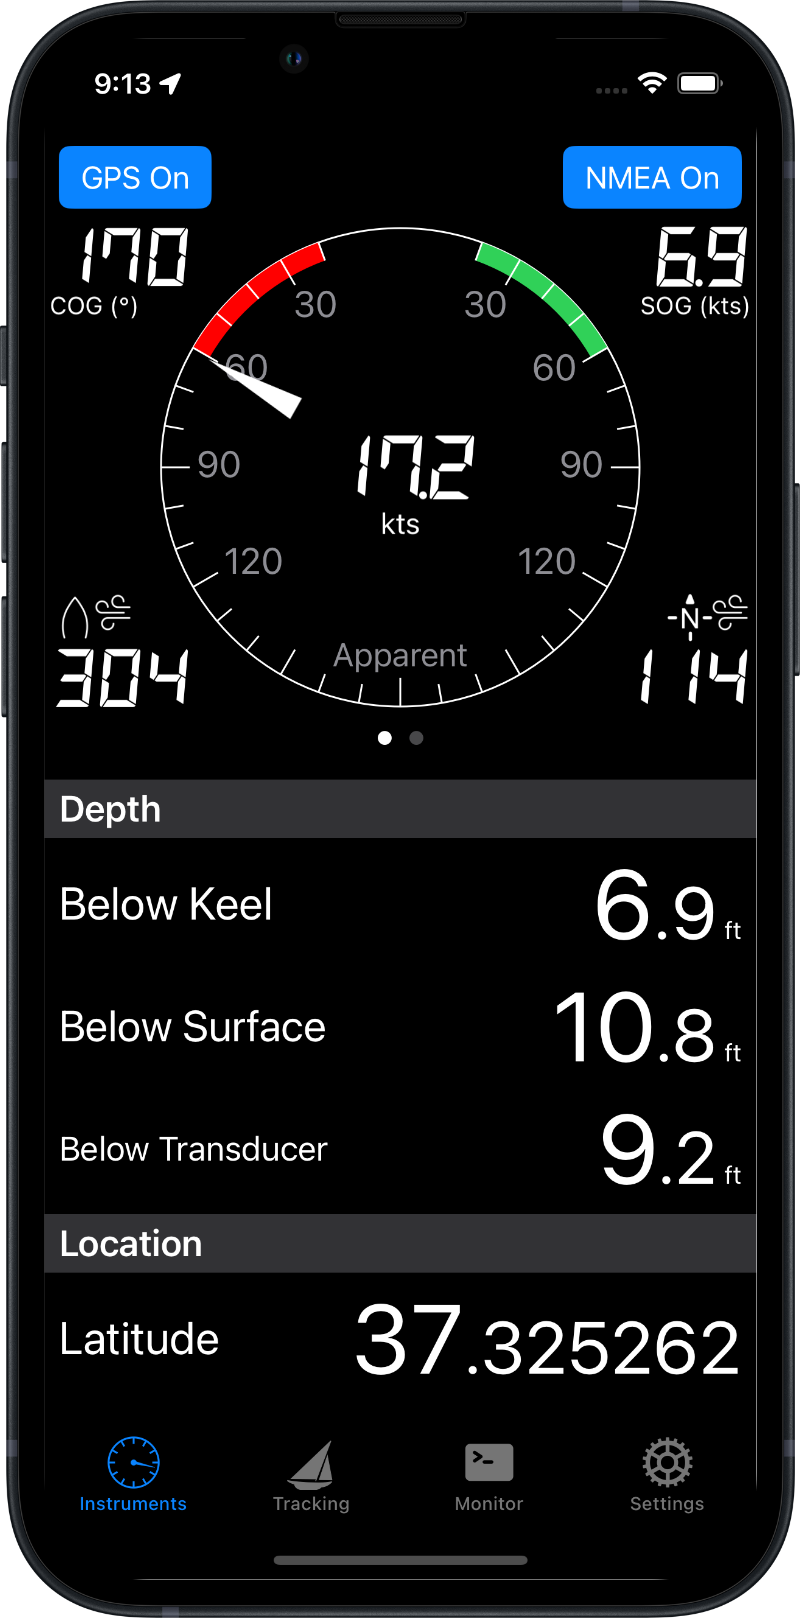 9:13
GPS On
NMEA On
170
6.9
COG (°)
SOG (kts)
30
30
60
60
17.2
90
90
kts
120
120
N
Apparent
304
114
Depth
Below Keel
6.9 ft
Below Surface
10.8 ft
Below Transducer
9.2 ft
Location
Latitude
37.325262
Instruments
Tracking
Monitor
Settings